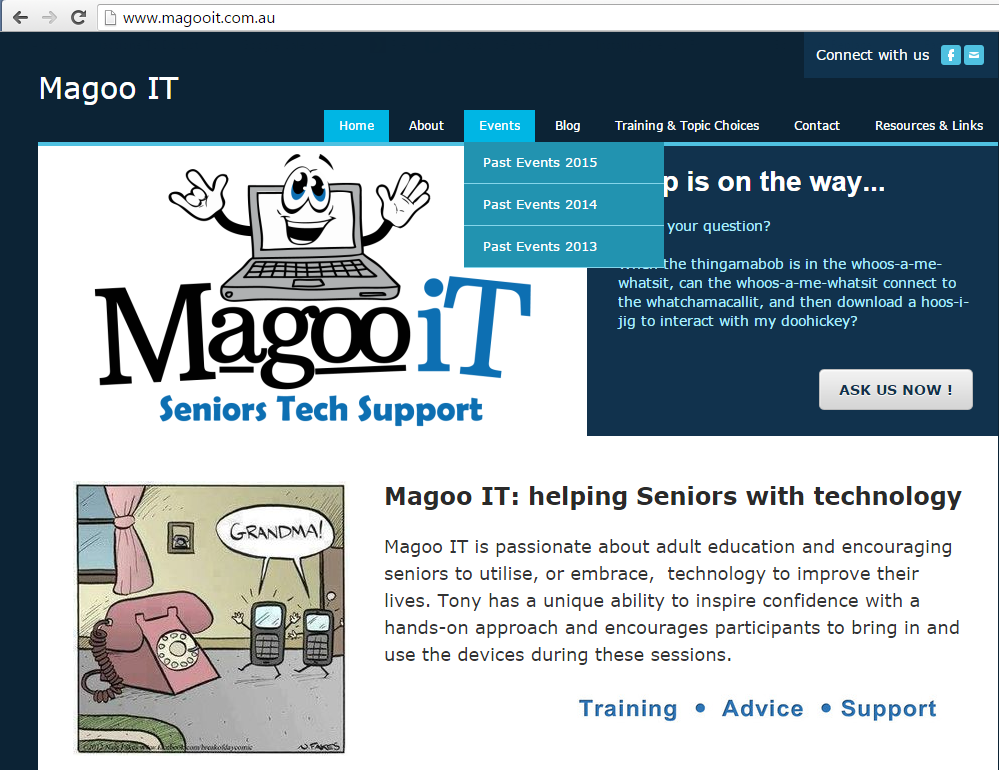 www.magooit.com.au
Connect with us
Magoo IT
Home About Events Blog Training & Topic Choices Contact Resources & Links
Past Events 2015
Past Events 2014
Past Events 2013
p is on the way...
your question?
the thingamabob is in the whoos-a-me-
whatsit, can the whoos-a-me-whatsit connect to
the whatchamacallit, and then download a hoos-i-
jig to interact with my doohickey?
ASK US NOW !
Magoo iT
Seniors Tech Support
GRANDMA!
N. FAKES
Magoo IT: helping Seniors with technology
Magoo IT is passionate about adult education and encouraging
seniors to utilise, or embrace, technology to improve their
lives. Tony has a unique ability to inspire confidence with a
hands-on approach and encourages participants to bring in and
use the devices during these sessions.
Training • Advice • Support